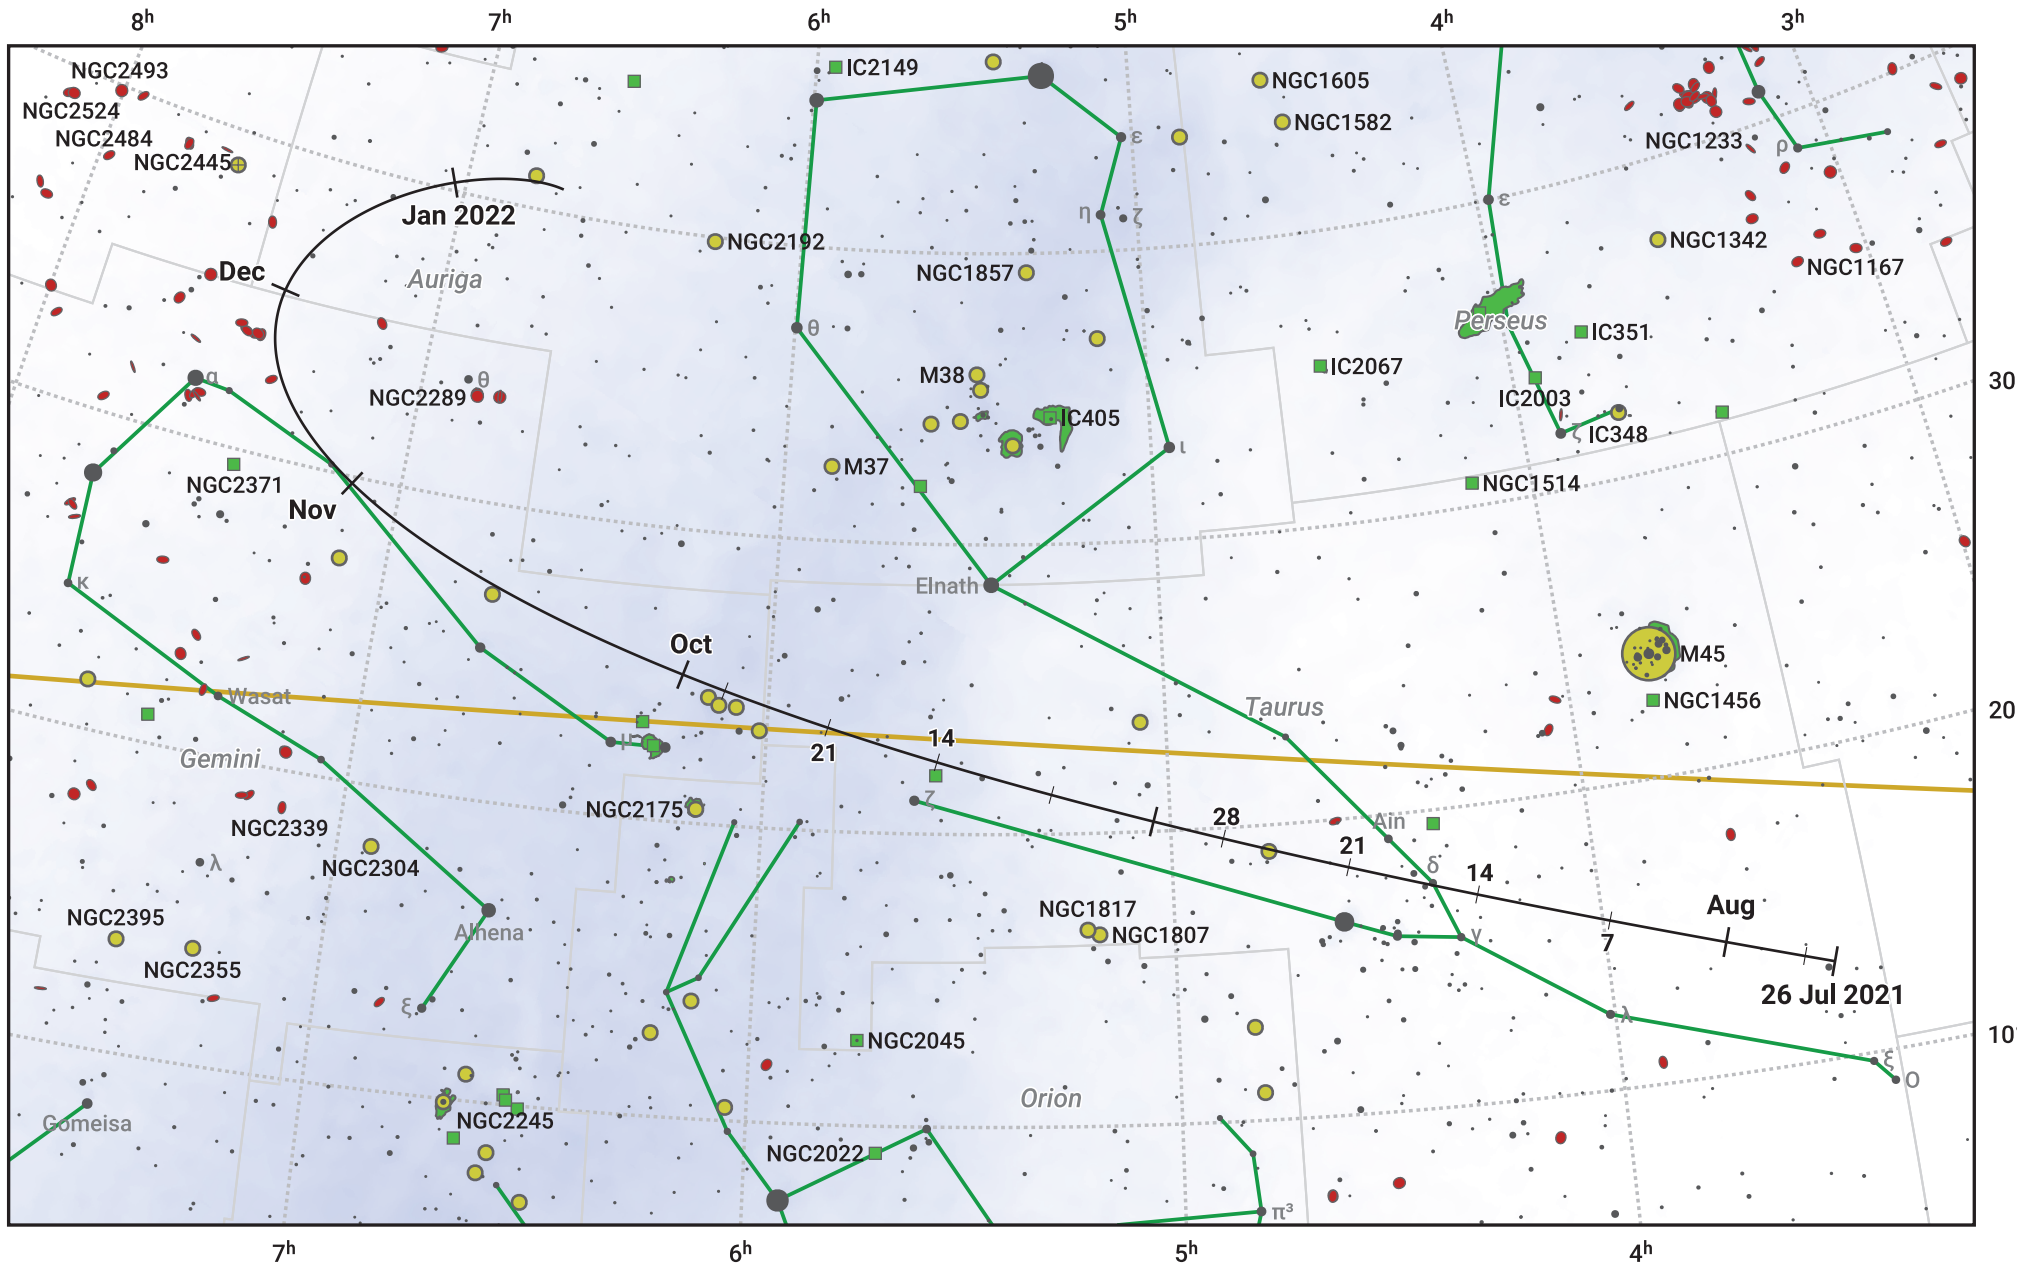 8h 7h 6h 5h 4h 3h
NGC2493
NGC2524
NGC2484
NGC2445
IC2149
NGC1605
NGC1582
NGC1233
ρ
ε
ε
η
ζ
Jan 2022
NGC2192
NGC1342
NGC1167
Dec
Auriga
NGC1857
Perseus
IC351
θ
IC2067
α
θ
NGC2289
M38
IC2003
30
IC405
ζ
IC348
ι
M37
NGC2371
NGC1514
Nov
κ
Elnath
Oct
M45
Wasat
NGC1456
Taurus
20
μ
21
14
Gemini
NGC2175
ζ
28
Ain
NGC2339
21
δ
14
λ
NGC2304
Aug
NGC2395
NGC1817
Alhena
NGC1807
γ
7
NGC2355
26 Jul 2021
ξ
λ
NGC2045
10°
ξ
ο
Orion
Gomeisa
NGC2245
NGC2022
π³
7h 6h 5h 4h